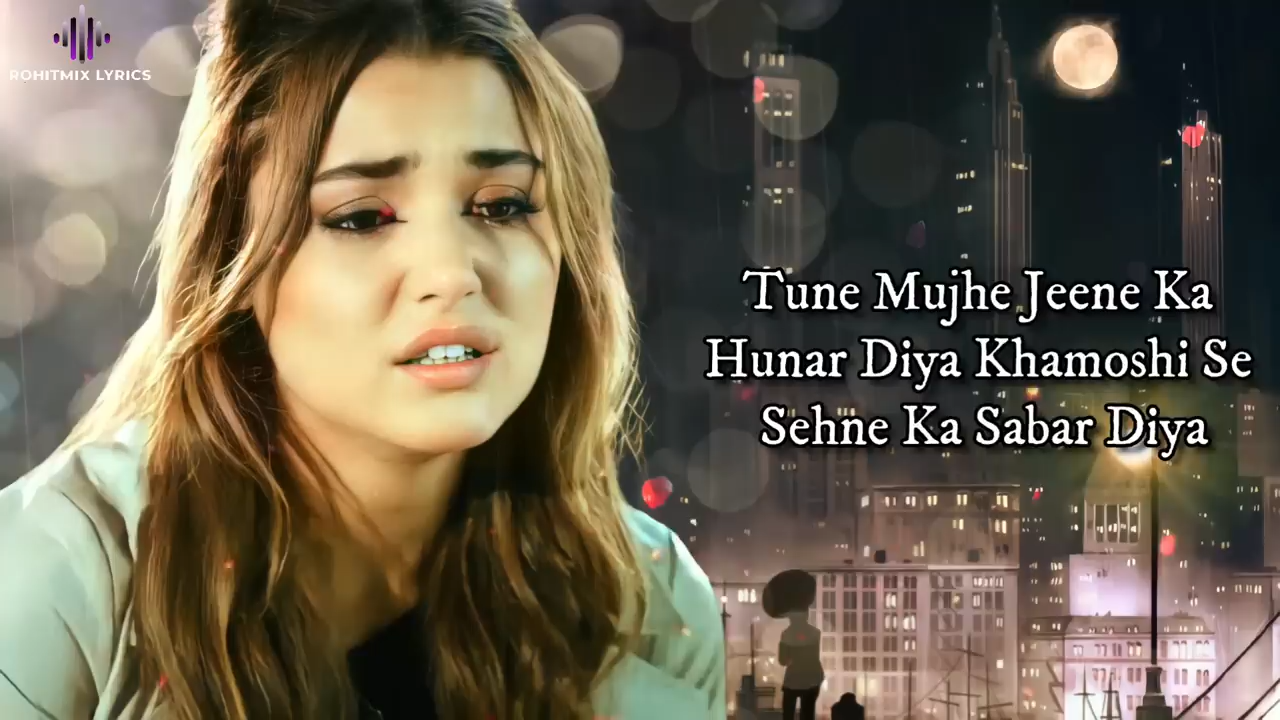 ROHITMIX LYRICS
Tune Mujhe Jeene Ka
Hunar Diya Khamoshi Se
Sehne Ka Sabar Diya